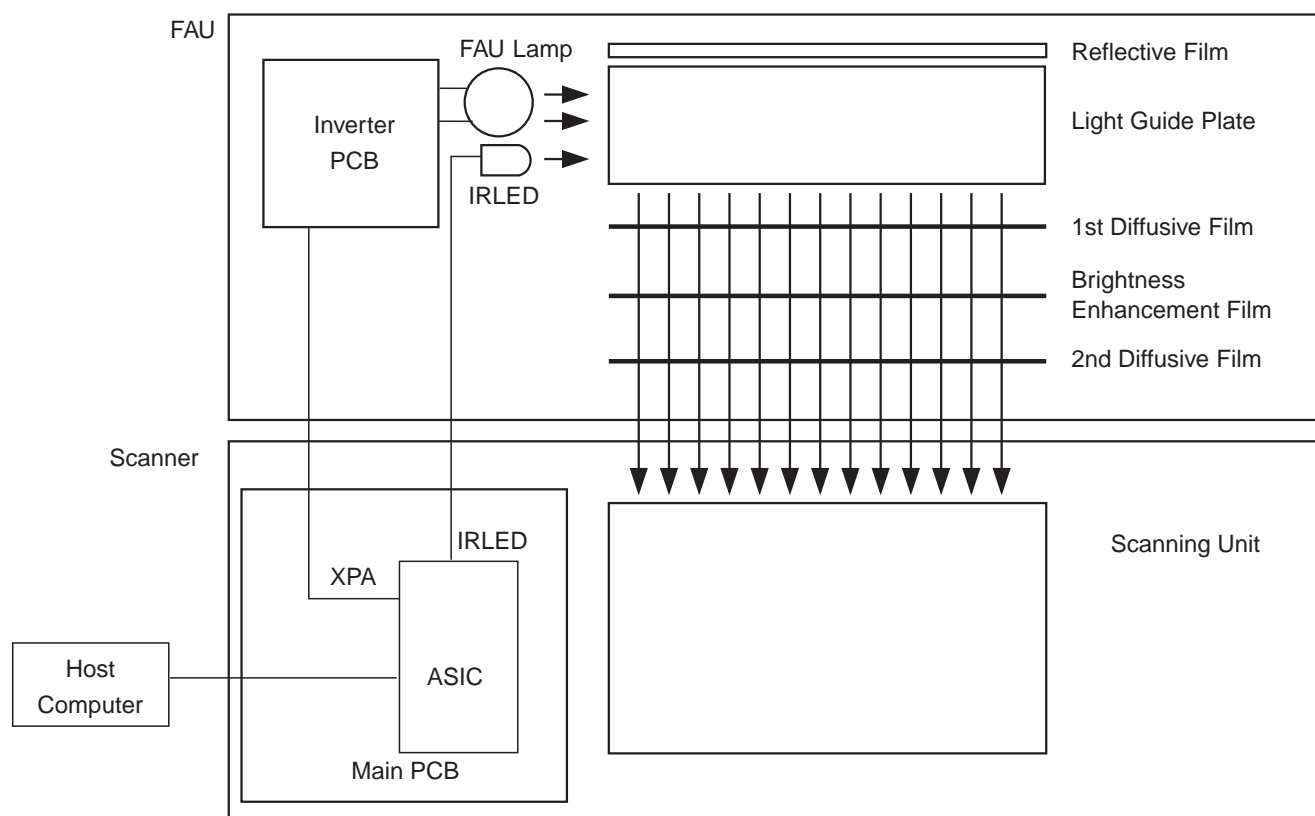 FAU
FAU Lamp
Reflective Film
Inverter
PCB
Light Guide Plate
IRLED
1st Diffusive Film
Brightness
Enhancement Film
2nd Diffusive Film
Scanner
IRLED
Scanning Unit
XPA
Host
Computer
ASIC
Main PCB